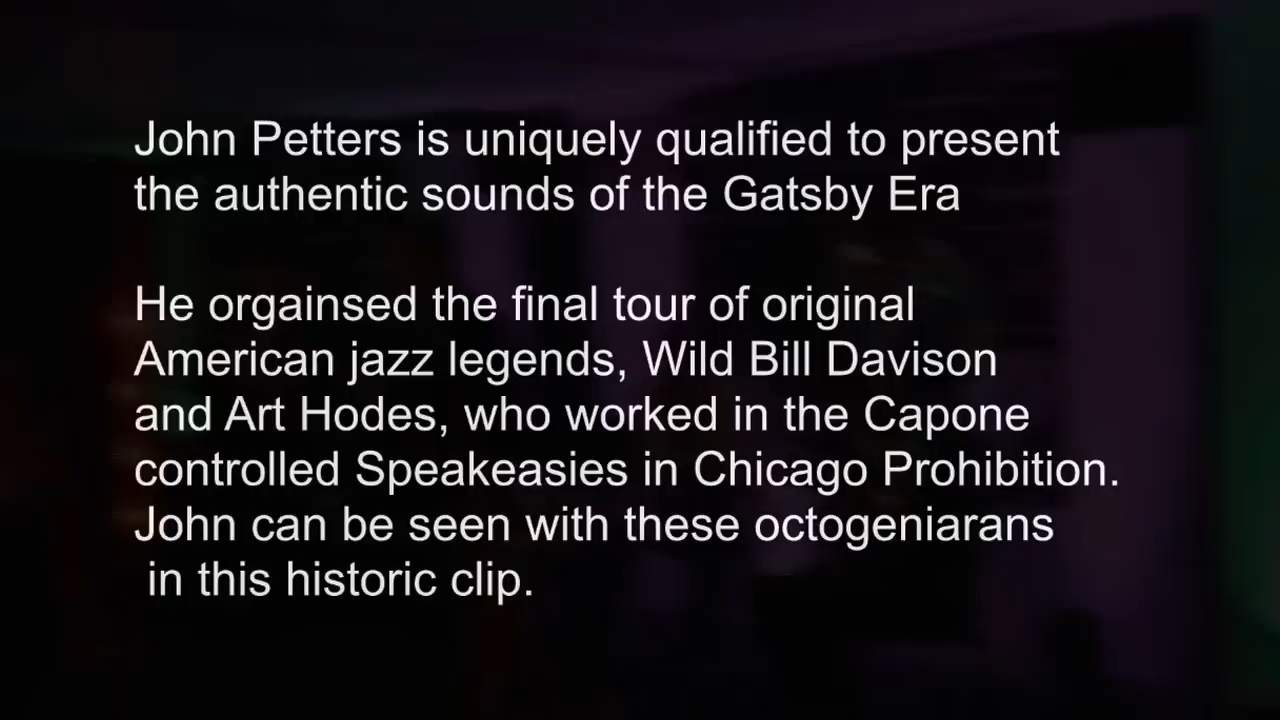 John Petters is uniquely qualified to present
the authentic sounds of the Gatsby Era
He orgainsed the final tour of original
American jazz legends, Wild Bill Davison
and Art Hodes, who worked in the Capone
controlled Speakeasies in Chicago Prohibition.
John can be seen with these octogeniarans
in this historic clip.